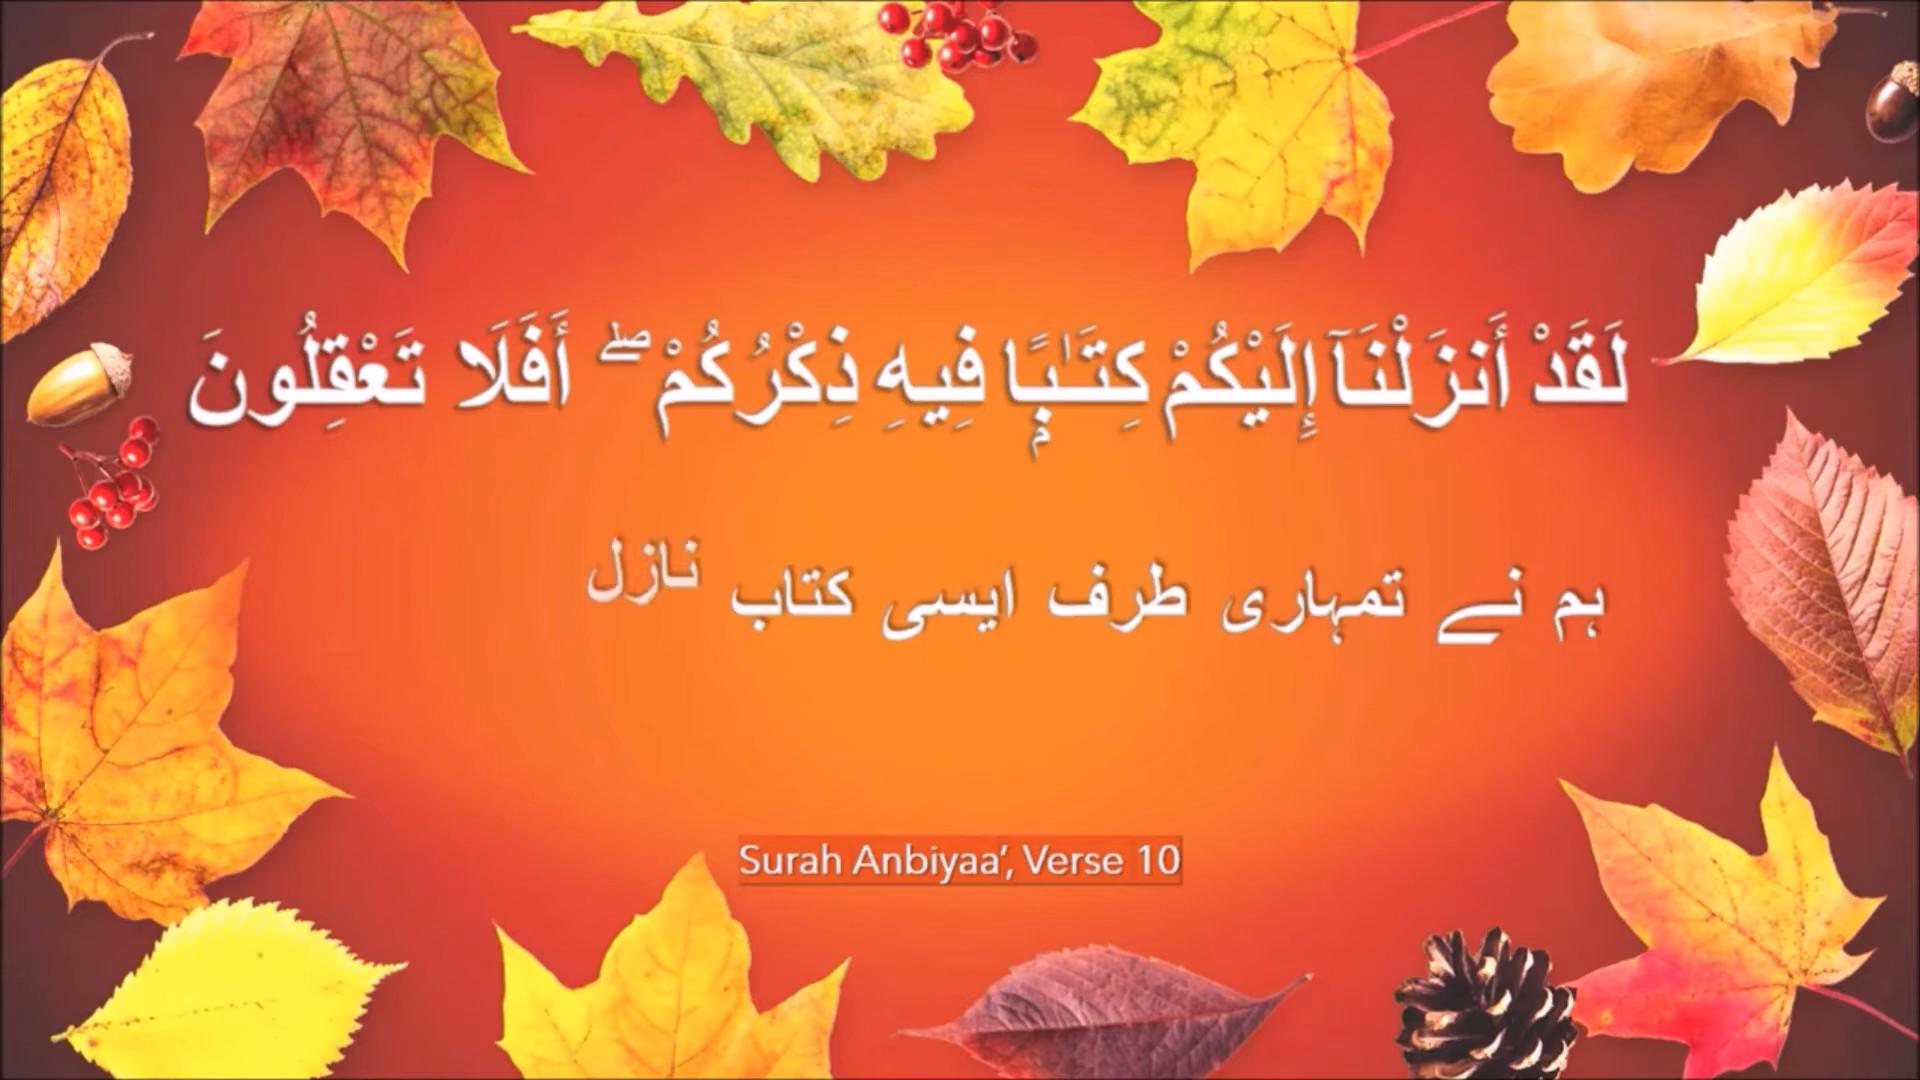 لَقَدْ أَنزَلْنَآ إِلَيْكُمْ كِتَـٰبًۭا فِيهِ ذِكْرُكُمْ ۖ أَفَلَا تَعْقِلُونَ
ہم نے تمہاری طرف ایسی کتاب نازل
Surah Anbiyaa’, Verse 10